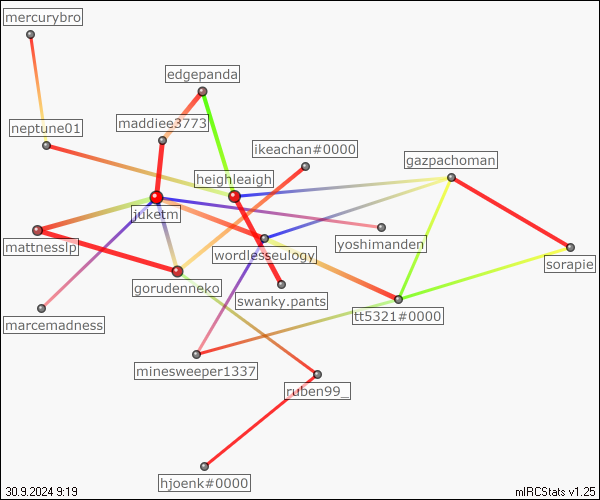 mercurybro
edgepanda
neptune01
maddiee3773
ikeachan#0000
gazpachoman
heighleaigh
juketm
mattnesslp
wordlesseulogy
yoshimanden
sorapie
gorudenneko
swanky.pants
marcemadness
tt5321#0000
minesweeper1337
ruben99_
hjoenk#0000
30.9.2024 9:19
mIRCStats v1.25